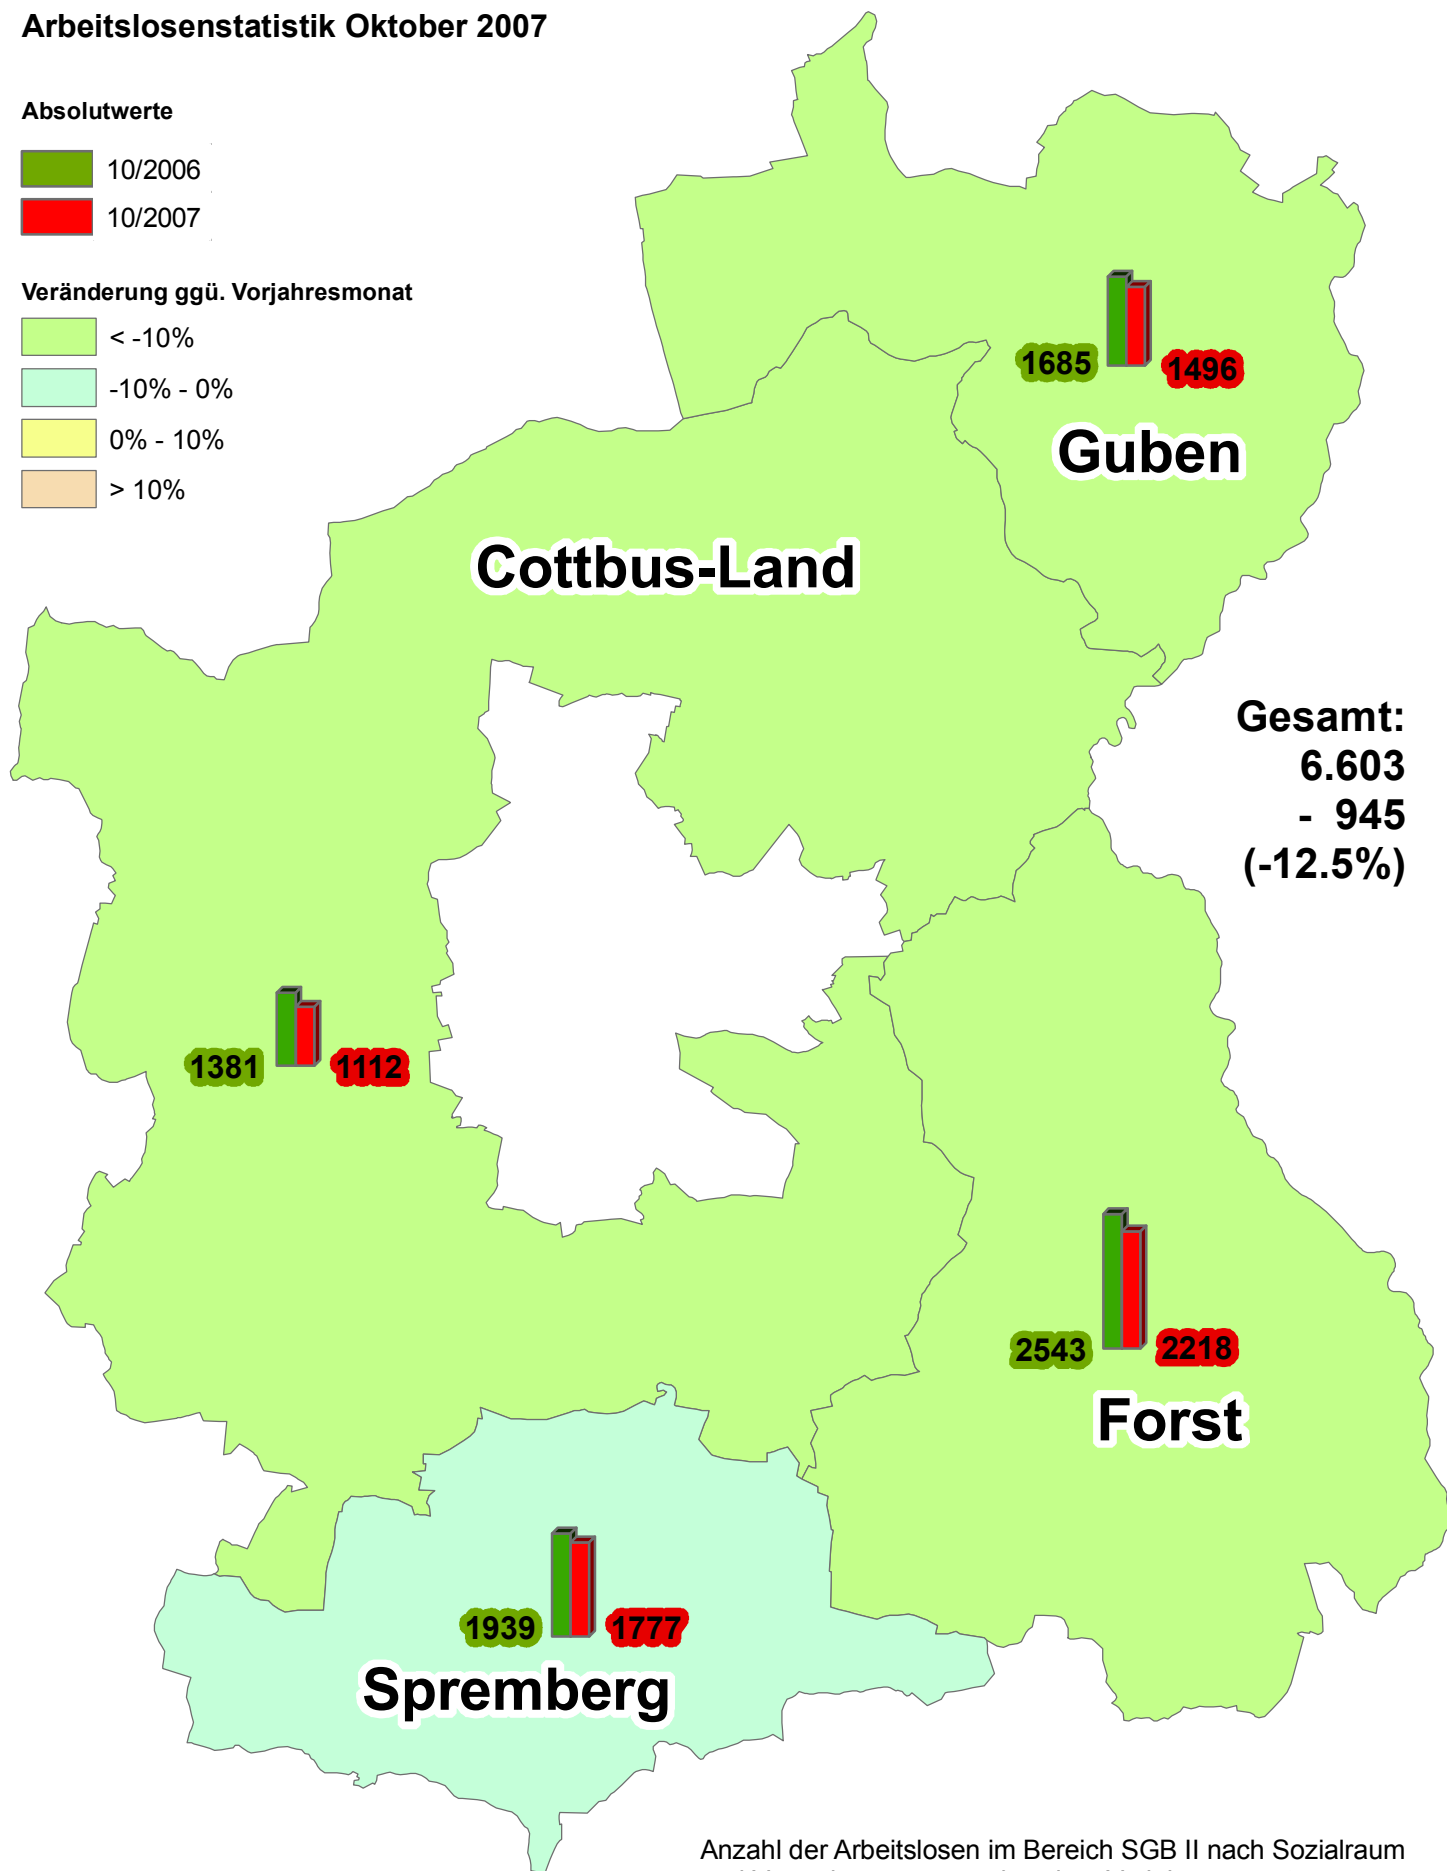 Arbeitslosenstatistik Oktober 2007
Absolutwerte
10/2006
10/2007
Veränderung ggü. Vorjahresmonat
< -10%
-10% - 0%
0% - 10%
> 10%
1685
1496
Guben
Cottbus-Land
Gesamt:
6.603
- 945
(-12.5%)
1381
1112
2543
2218
Forst
1939
1777
Spremberg
Anzahl der Arbeitslosen im Bereich SGB II nach Sozialraum